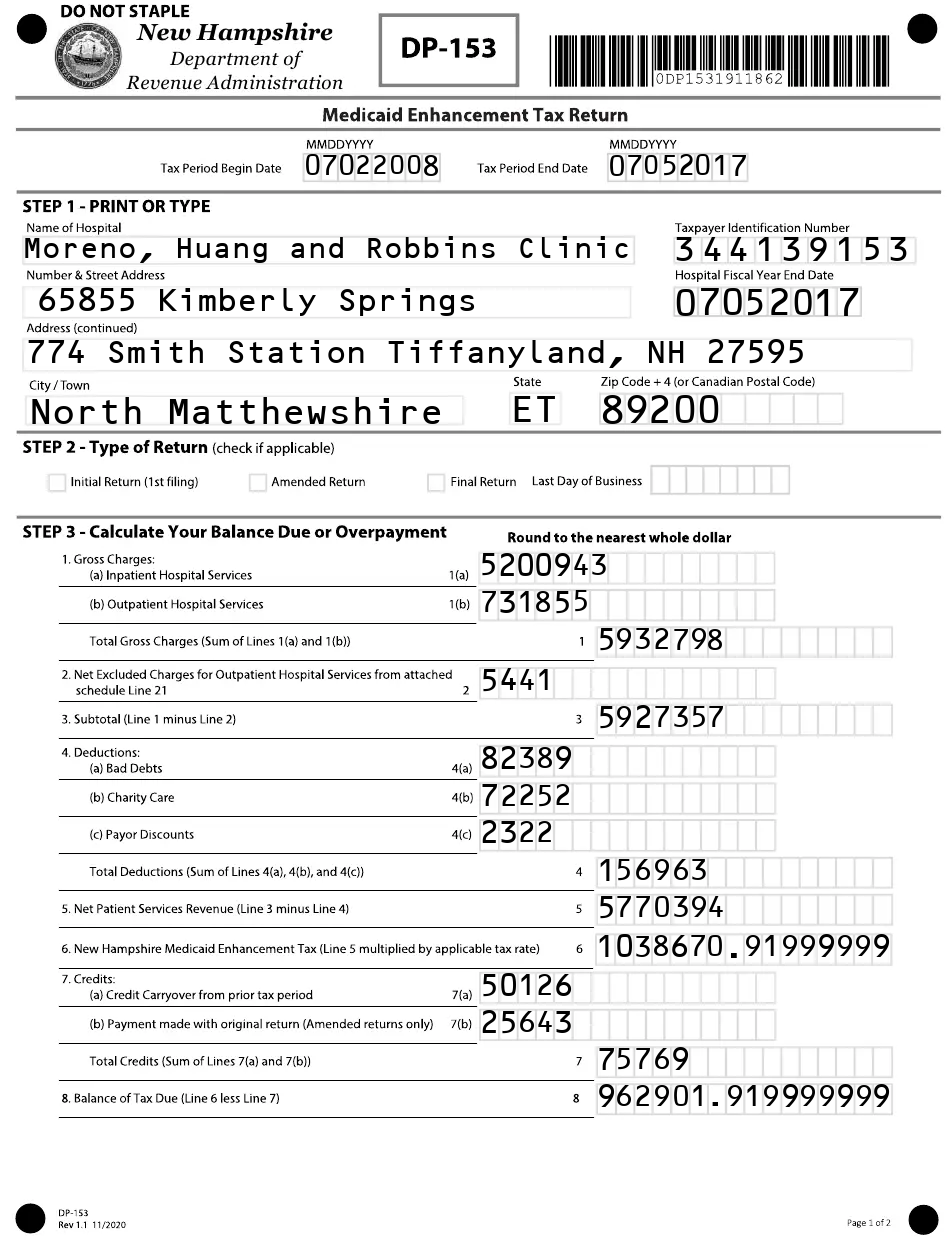 DO NOT STAPLE
New Hampshire
Department of
Revenue Administration
DP-153
0DP1531911862
Medicaid Enhancement Tax Return
MMDDYYYY MMDDYYYY
Tax Period Begin Date 07022008 Tax Period End Date 07052017
STEP 1 - PRINT OR TYPE
Name of Hospital Taxpayer Identification Number
Moreno, Huang and Robbins Clinic 344139153
Number & Street Address Hospital Fiscal Year End Date
65855 Kimberly Springs 07052017
Address (continued)
774 Smith Station Tiffanyland, NH 27595
City / Town State Zip Code + 4 (or Canadian Postal Code)
North Matthewshire ET 89200
STEP 2 - Type of Return (check if applicable)
Initial Return (1st filing) Amended Return Final Return Last Day of Business
STEP 3 - Calculate Your Balance Due or Overpayment Round to the nearest whole dollar
1. Gross Charges:
(a) Inpatient Hospital Services 1(a) 5200943
(b) Outpatient Hospital Services 1(b) 731855
Total Gross Charges (Sum of Lines 1(a) and 1(b)) 1 5932798
2. Net Excluded Charges for Outpatient Hospital Services from attached
schedule Line 21 2 5441
3. Subtotal (Line 1 minus Line 2) 3 5927357
4. Deductions:
(a) Bad Debts 4(a) 82389
(b) Charity Care 4(b) 72252
(c) Payor Discounts 4(c) 2322
Total Deductions (Sum of Lines 4(a), 4(b), and 4(c)) 4 156963
5. Net Patient Services Revenue (Line 3 minus Line 4) 5 5770394
6. New Hampshire Medicaid Enhancement Tax (Line 5 multiplied by applicable tax rate) 6 1038670.91999999
7. Credits:
(a) Credit Carryover from prior tax period 7(a) 50126
(b) Payment made with original return (Amended returns only) 7(b) 25643
Total Credits (Sum of Lines 7(a) and 7(b)) 7 75769
8. Balance of Tax Due (Line 6 less Line 7) 8 962901.919999999
DP-153
Rev 1.1 11/2020 Page 1 of 2